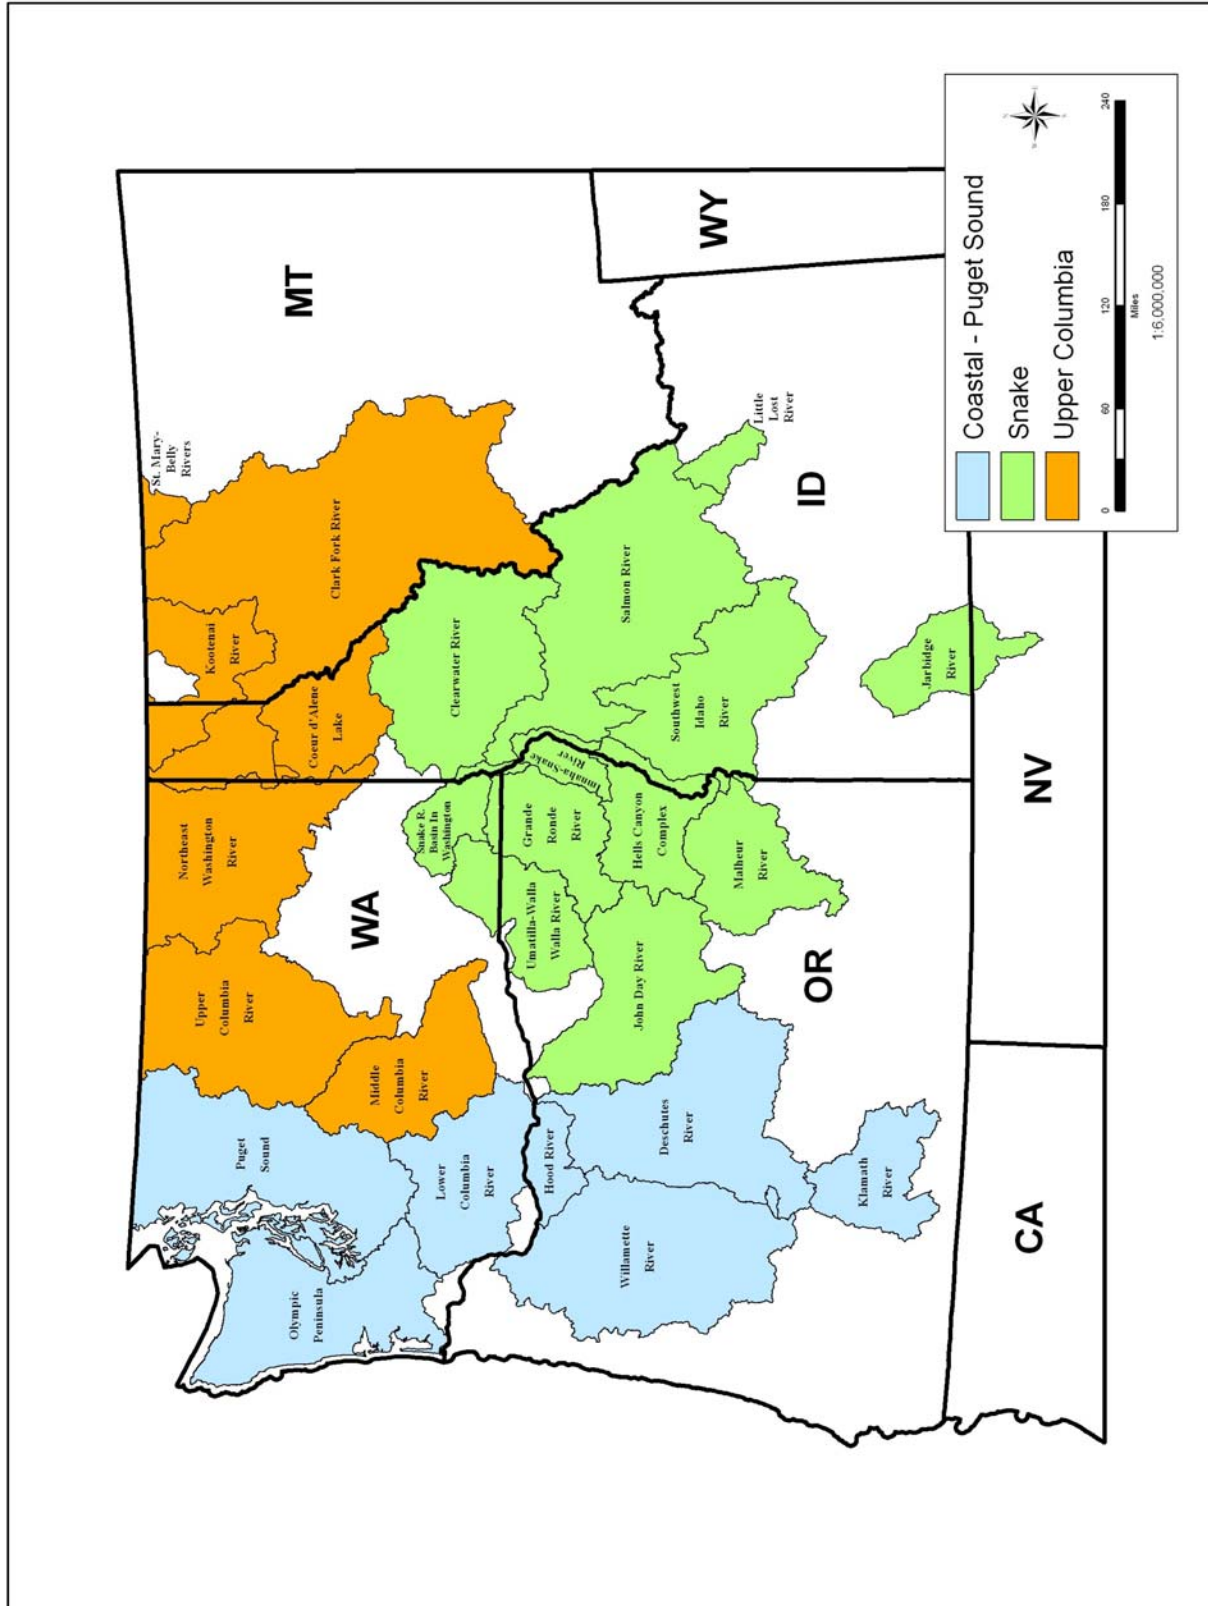 Puget
Sound
Olympic
Peninsula
Lower
Columbia
River
Middle
Columbia
River
Upper
Columbia
River
Northeast
Washington
River
Coeur d'Alene
Lake
Kootenai
River
Clark Fork River
St. Mary-
Belly
Rivers
MT
WA
Snake R.
Basin In
Washington
Clearwater River
Umatilla-Walla
Walla River
Grande
Ronde
River
Imnaha-Snake
River
Hells Canyon
Complex
Salmon River
Little
Lost
River
WY
Hood River
Willamette
River
Deschutes
River
John Day River
Malheur
River
Southwest
Idaho
River
ID
OR
Klamath
River
Jarbidge
River
CA
NV
Coastal - Puget Sound
Snake
Upper Columbia
N
E
S
W
0 60 120 180 240
Miles
1:6,000,000